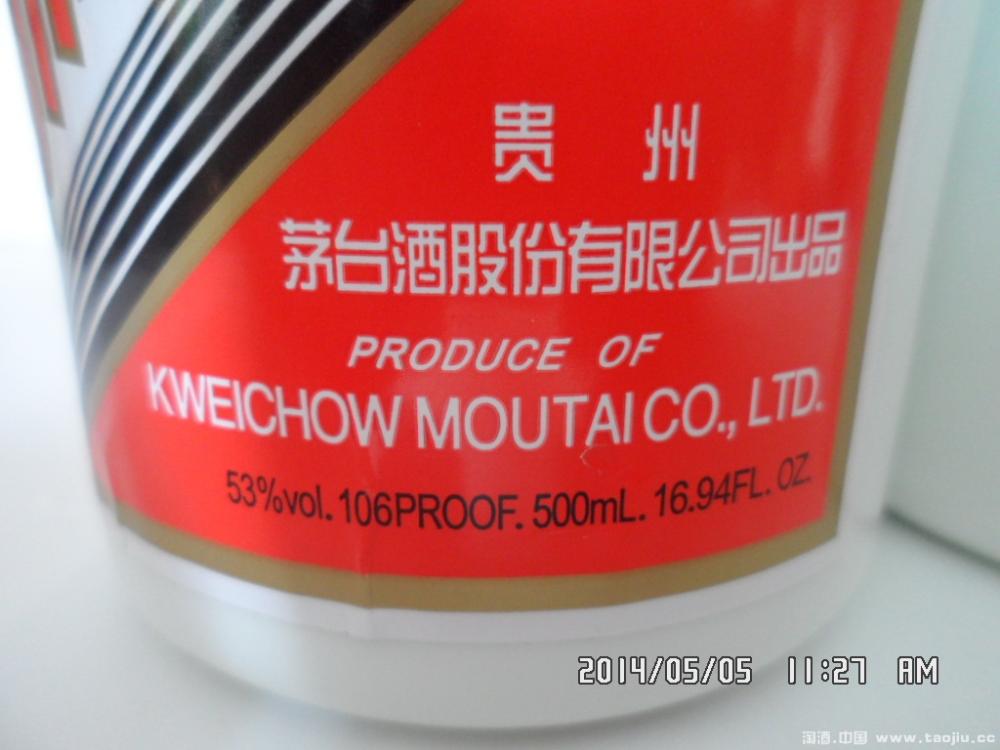 贵 州
茅台酒股份有限公司出品
PRODUCE OF
KWEICHOW MOUTAI CO., LTD.
53%vol. 106PROOF. 500mL. 16.94FL. OZ.
2014/05/05 11:27 AM
淘酒.中国 www.taojiu.cc